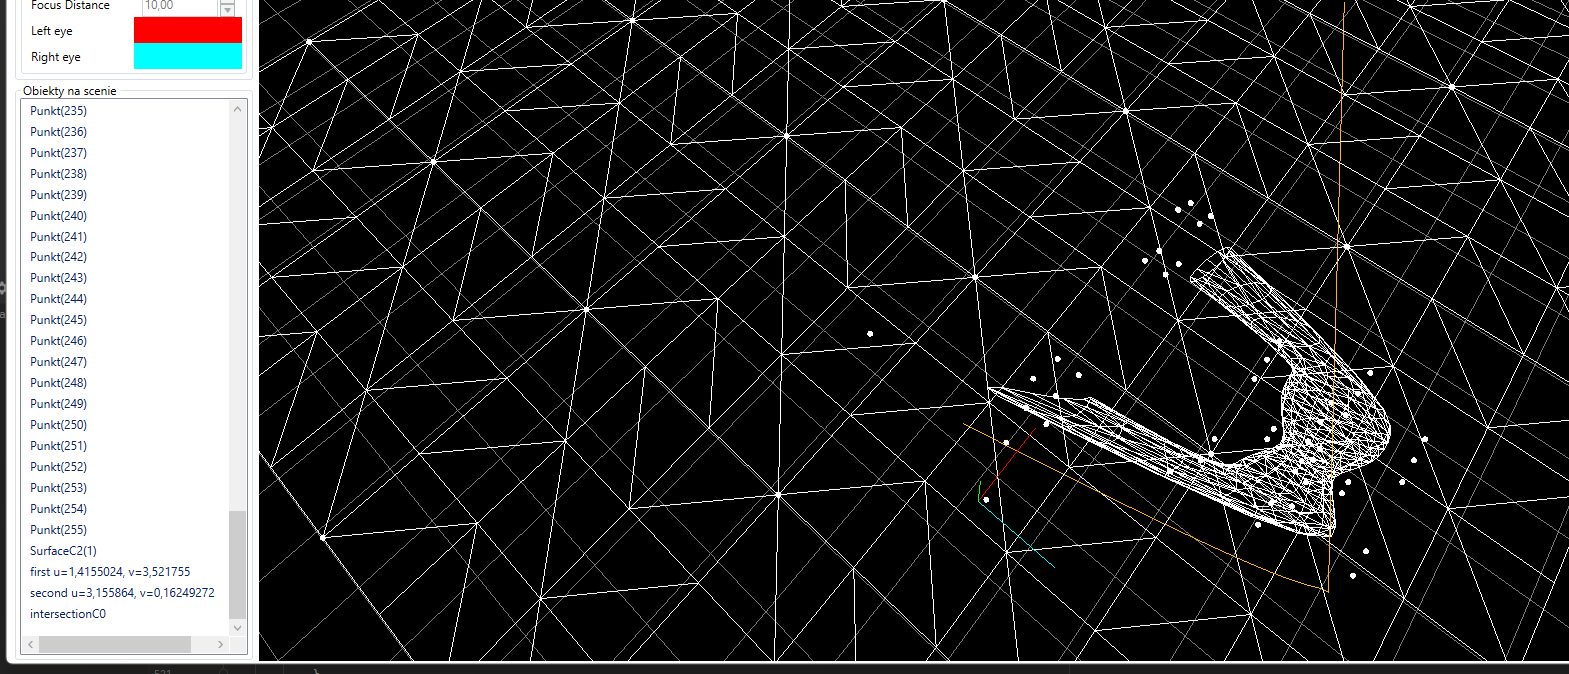 Focus Distance 10,00
Left eye
Right eye
Obiekty na scenie
Punkt(235)
Punkt(236)
Punkt(237)
Punkt(238)
Punkt(239)
Punkt(240)
Punkt(241)
Punkt(242)
Punkt(243)
Punkt(244)
Punkt(245)
Punkt(246)
Punkt(247)
Punkt(248)
Punkt(249)
Punkt(250)
Punkt(251)
Punkt(252)
Punkt(253)
Punkt(254)
Punkt(255)
SurfaceC2(1)
first u=1,4155024, v=3,521755
second u=3,155864, v=0,16249272
intersectionC0